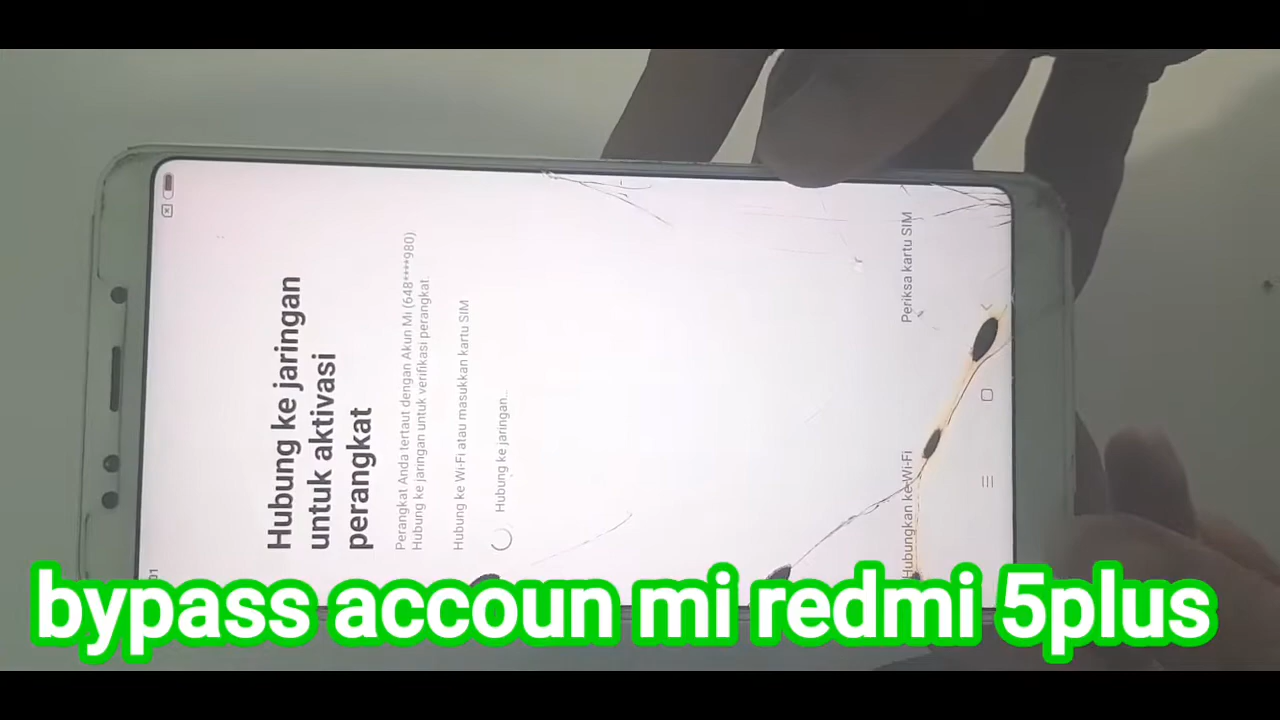 Hubung ke jaringan
untuk aktivasi
perangkat
Perangkat Anda tertaut dengan Akun Mi (648****980)
Hubung ke jaringan untuk verifikasi perangkat.
Hubung ke Wi-Fi atau masukkan kartu SIM
Hubung ke jaringan..
Hubungkan ke Wi-Fi
Periksa kartu SIM
bypass accoun mi redmi 5plus